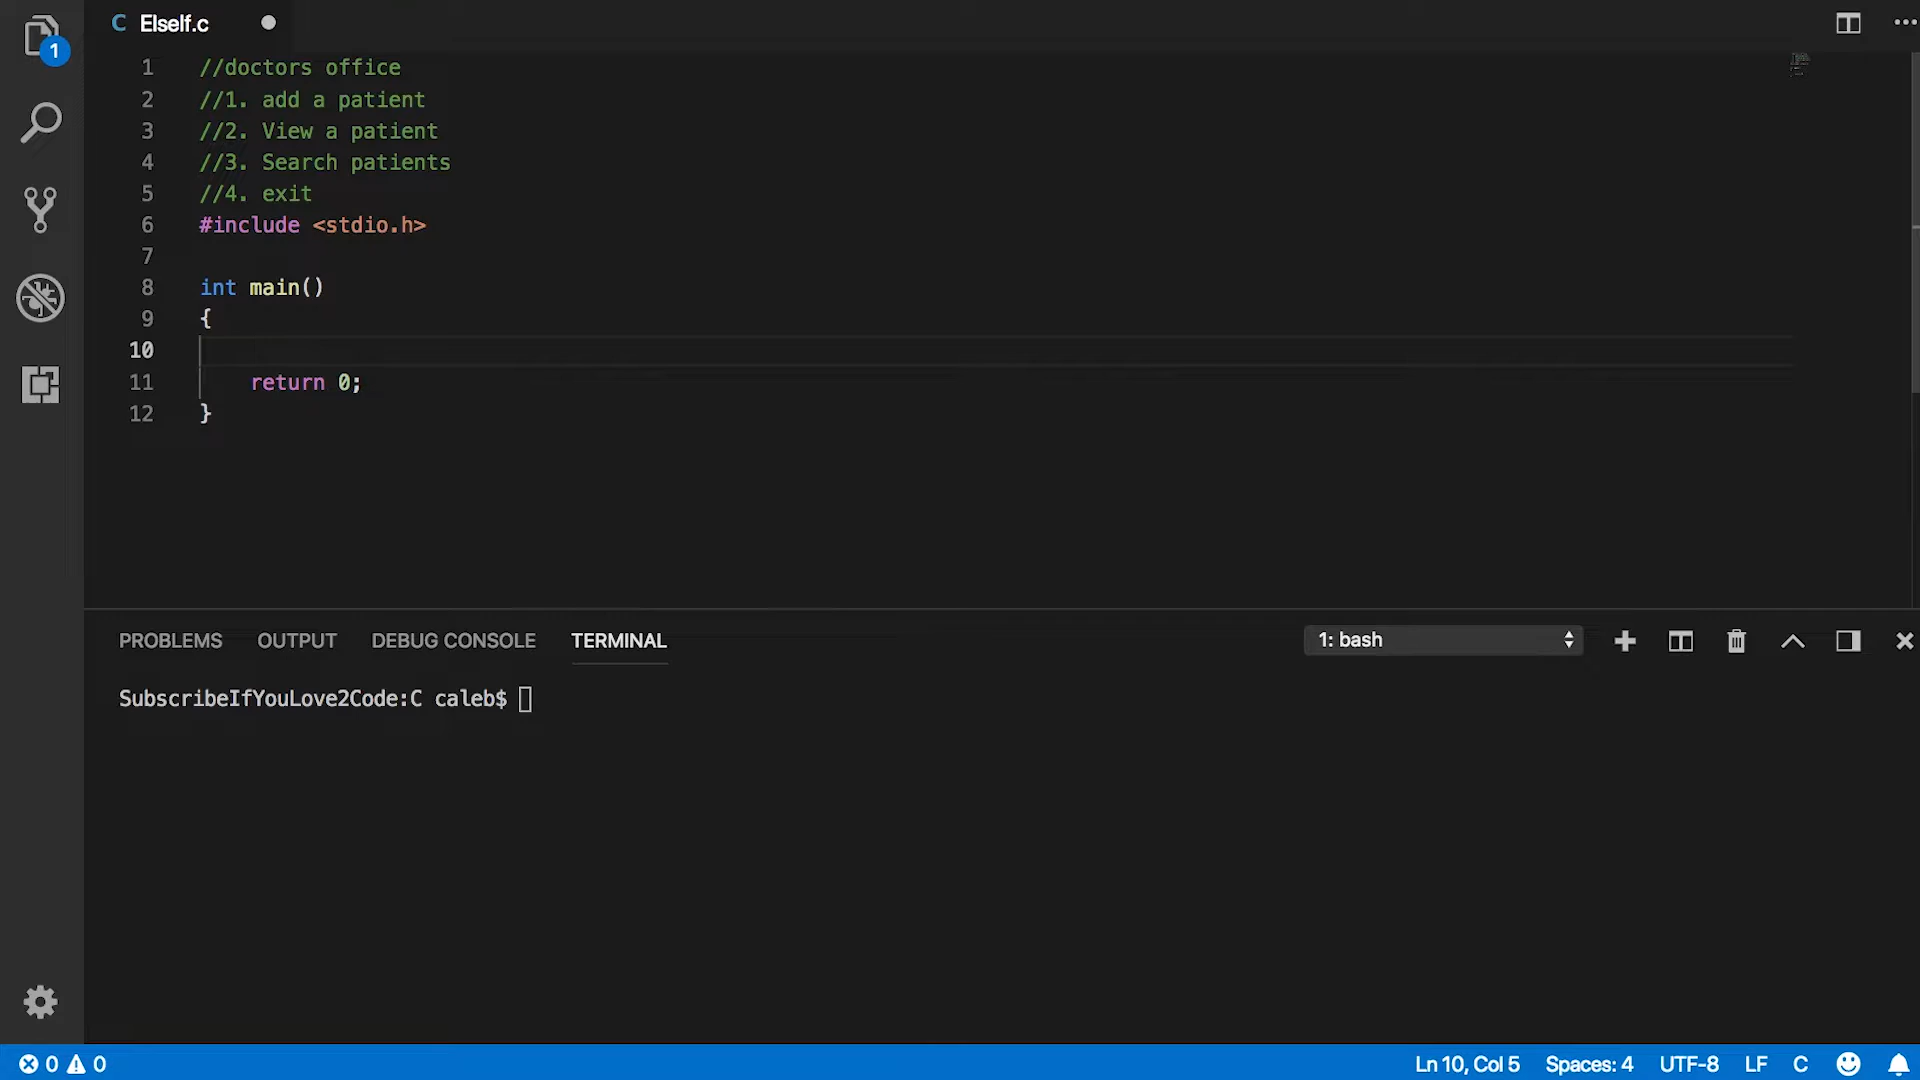 1
C ElseIf.c
1 //doctors office
2 //1. add a patient
3 //2. View a patient
4 //3. Search patients
5 //4. exit
6 #include <stdio.h>
7
8 int main()
9 {
10
11 return 0;
12 }
PROBLEMS OUTPUT DEBUG CONSOLE TERMINAL 1: bash
SubscribeIfYouLove2Code:C caleb$
0 0 Ln 10, Col 5 Spaces: 4 UTF-8 LF C